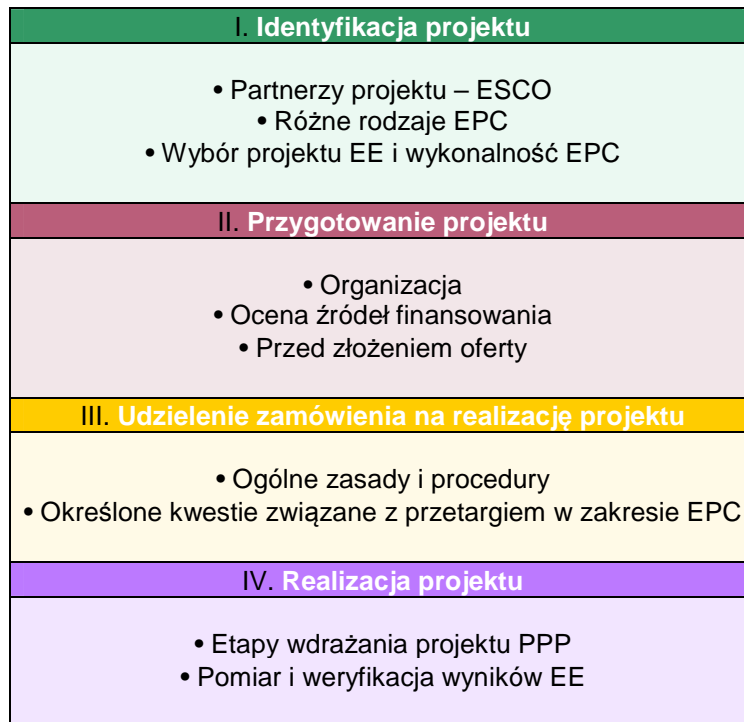 I. Identyfikacja projektu
• Partnerzy projektu – ESCO
• Różne rodzaje EPC
• Wybór projektu EE i wykonalność EPC
II. Przygotowanie projektu
• Organizacja
• Ocena źródeł finansowania
• Przed złożeniem oferty
III. Udzielenie zamówienia na realizację projektu
• Ogólne zasady i procedury
• Określone kwestie związane z przetargiem w zakresie EPC
IV. Realizacja projektu
• Etapy wdrażania projektu PPP
• Pomiar i weryfikacja wyników EE